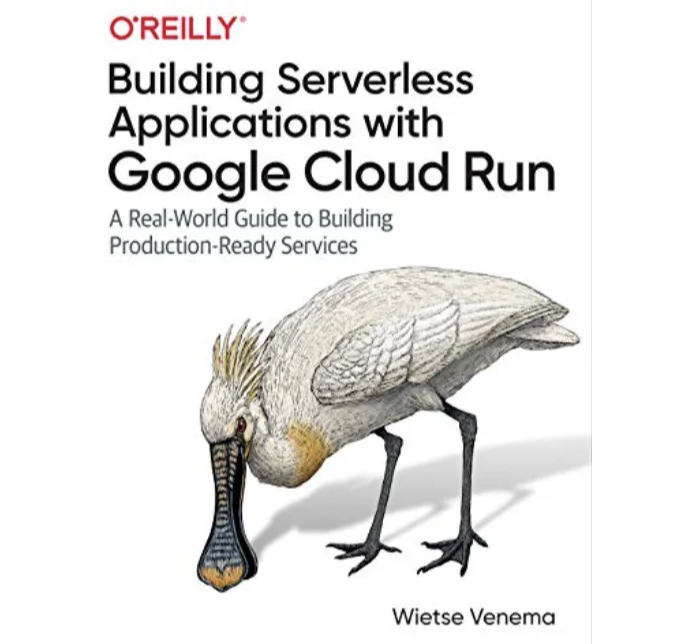 O'REILLY®
Building Serverless
Applications with
Google Cloud Run
A Real-World Guide to Building
Production-Ready Services
Wietse Venema